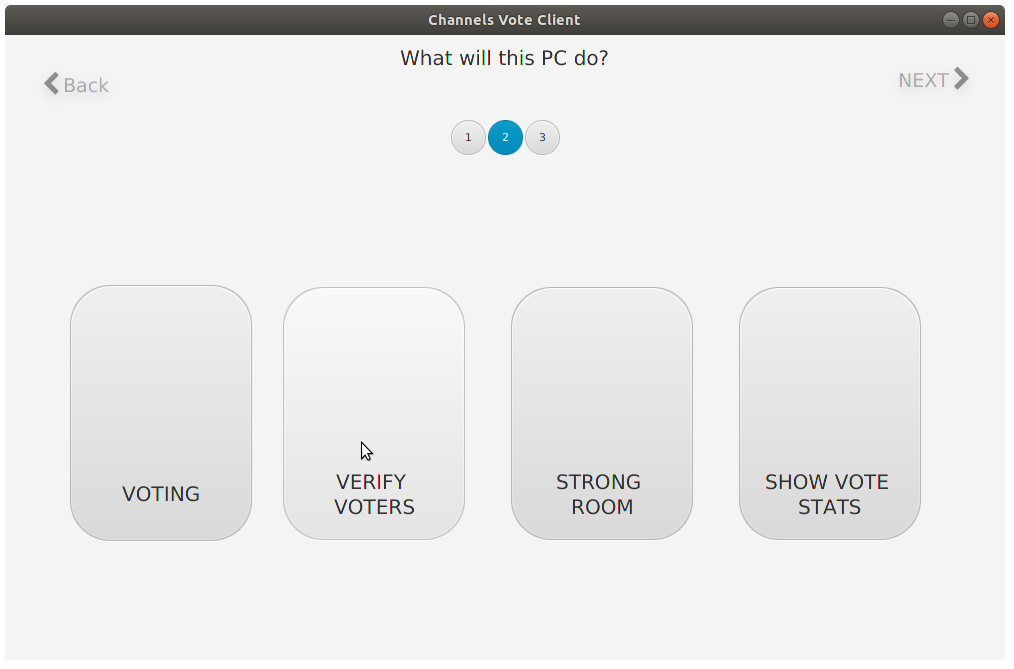 Channels Vote Client
What will this PC do?
Back
NEXT
1 2 3
VOTING
VERIFY
VOTERS
STRONG
ROOM
SHOW VOTE
STATS